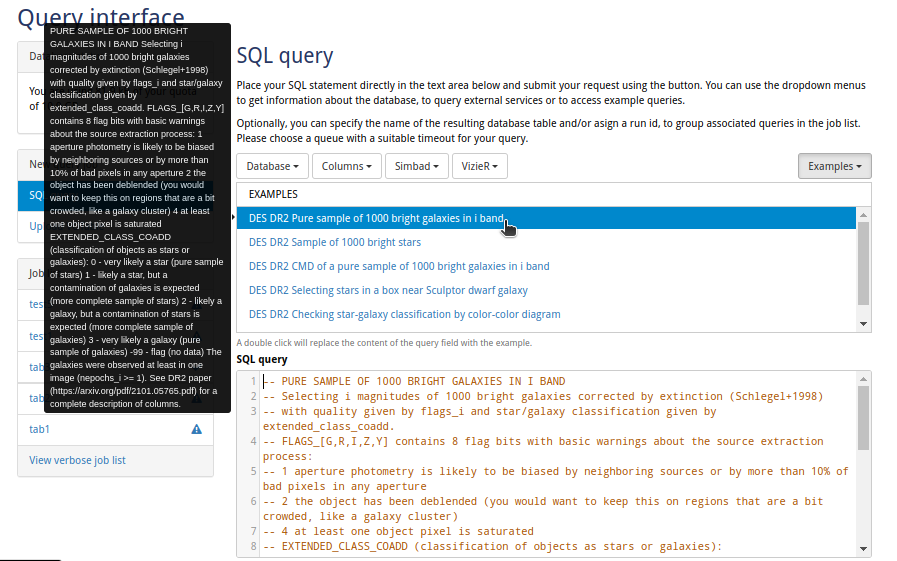 Query interface
PURE SAMPLE OF 1000 BRIGHT
GALAXIES IN I BAND Selecting i
magnitudes of 1000 bright galaxies
corrected by extinction (Schlegel+1998)
with quality given by flags_i and star/galaxy
classification given by
extended_class_coadd. FLAGS_[G,R,I,Z,Y]
contains 8 flag bits with basic warnings
about the source extraction process: 1
aperture photometry is likely to be biased
by neighboring sources or by more than
10% of bad pixels in any aperture 2 the
object has been deblended (you would
want to keep this on regions that are a bit
crowded, like a galaxy cluster) 4 at least
one object pixel is saturated
EXTENDED_CLASS_COADD
(classification of objects as stars or
galaxies): 0 - very likely a star (pure sample
of stars) 1 - likely a star, but a
contamination of galaxies is expected
(more complete sample of stars) 2 - likely a
galaxy, but a contamination of stars is
expected (more complete sample of
galaxies) 3 - very likely a galaxy (pure
sample of galaxies) -99 - flag (no data) The
galaxies were observed at least in one
image (nepochs_i >= 1). See DR2 paper
(https://arxiv.org/pdf/2101.05765.pdf) for a
complete description of columns.
Dat
You
quota
of
New
SQL
Up
Job
tes
tes
tab
tab
tab1
View verbose job list
SQL query
Place your SQL statement directly in the text area below and submit your request using the button. You can use the dropdown menus
to get information about the database, to query external services or to access example queries.
Optionally, you can specify the name of the resulting database table and/or asign a run id, to group associated queries in the job list.
Please choose a queue with a suitable timeout for your query.
Database Columns Simbad VizieR Examples
EXAMPLES
DES DR2 Pure sample of 1000 bright galaxies in i band
DES DR2 Sample of 1000 bright stars
DES DR2 CMD of a pure sample of 1000 bright galaxies in i band
DES DR2 Selecting stars in a box near Sculptor dwarf galaxy
DES DR2 Checking star-galaxy classification by color-color diagram
A double click will replace the content of the query field with the example.
SQL query
1 -- PURE SAMPLE OF 1000 BRIGHT GALAXIES IN I BAND
2 -- Selecting i magnitudes of 1000 bright galaxies corrected by extinction (Schlegel+1998)
3 -- with quality given by flags_i and star/galaxy classification given by
extended_class_coadd.
4 -- FLAGS_[G,R,I,Z,Y] contains 8 flag bits with basic warnings about the source extraction
process:
5 -- 1 aperture photometry is likely to be biased by neighboring sources or by more than 10% of
bad pixels in any aperture
6 -- 2 the object has been deblended (you would want to keep this on regions that are a bit
crowded, like a galaxy cluster)
7 -- 4 at least one object pixel is saturated
8 -- EXTENDED_CLASS_COADD (classification of objects as stars or galaxies):